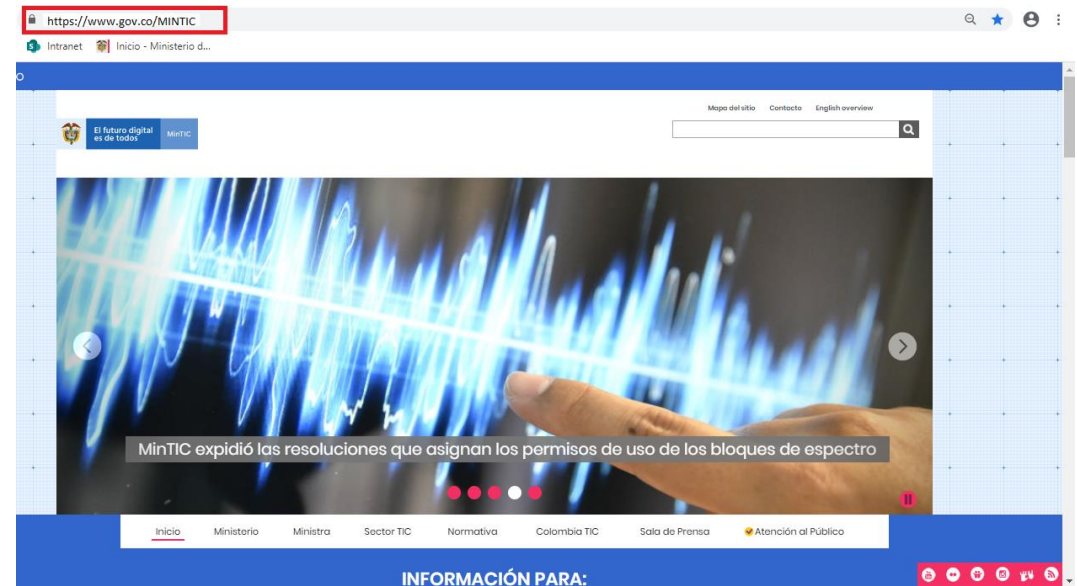 https://www.gov.co/MINTIC
Intranet Inicio - Ministerio d...
o
Mapa del sitio Contacto English overview
El futuro digital
es de todos
MinTIC
MinTIC expidió las resoluciones que asignan los permisos de uso de los bloques de espectro
Inicio Ministerio Ministra Sector TIC Normativa Colombia TIC Sala de Prensa Atención al Público
INFORMACIÓN PARA: